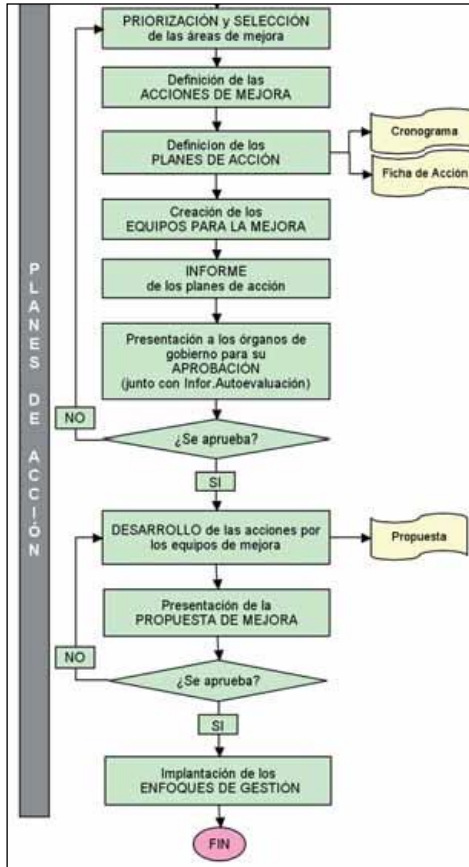 PRIORIZACIÓN y SELECCIÓN
de las áreas de mejora
Definición de las
ACCIONES DE MEJORA
Definicion de los
PLANES DE ACCIÓN
Cronograma
Ficha de Acción
Creación de los
EQUIPOS PARA LA MEJORA
INFORME
de los planes de acción
Presentación a los órganos de
gobierno para su
APROBACIÓN
(junto con Infor.Autoevaluación)
NO
¿Se aprueba?
SI
DESARROLLO de las acciones por
los equipos de mejora
Propuesta
Presentación de la
PROPUESTA DE MEJORA
NO
¿Se aprueba?
SI
Implantación de los
ENFOQUES DE GESTIÓN
FIN
PLANES DE ACCIÓN